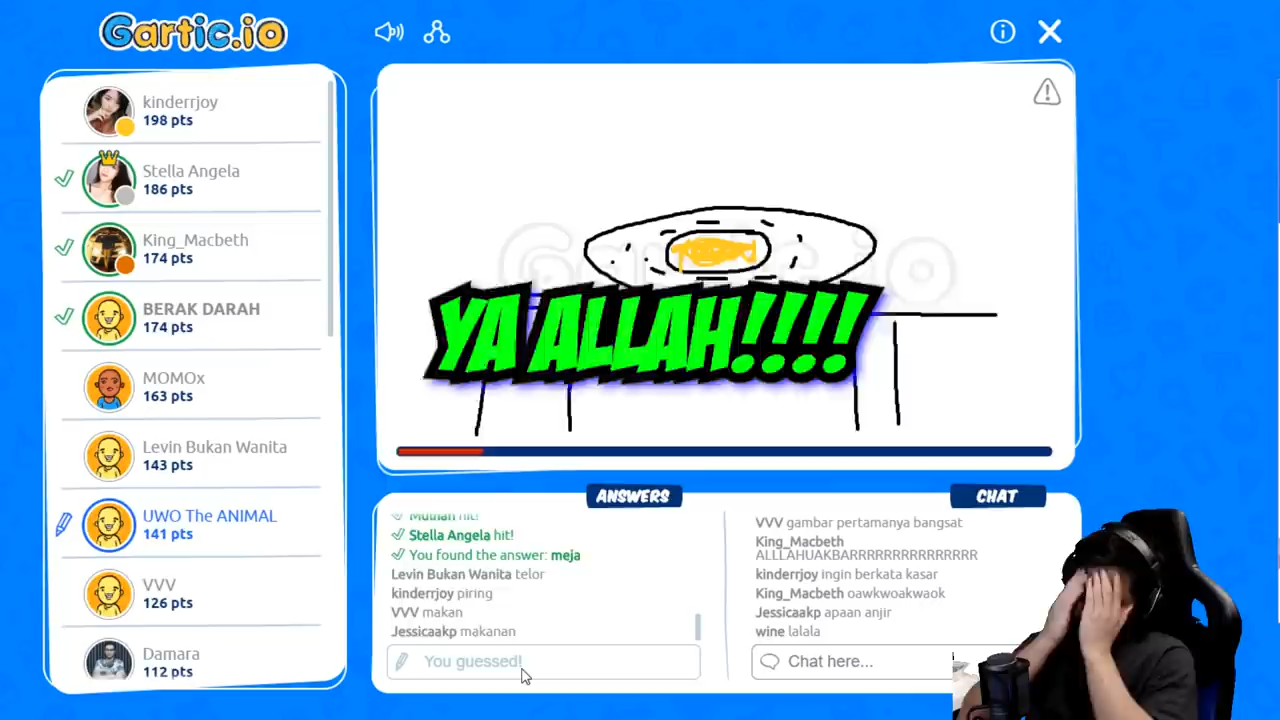 Gartic.io
kinderrjoy
198 pts
Stella Angela
186 pts
King_Macbeth
174 pts
BERAK DARAH
174 pts
MOMOx
163 pts
Levin Bukan Wanita
143 pts
UWO The ANIMAL
141 pts
VVV
126 pts
Damara
112 pts
YA ALLAH!!!!
ANSWERS
hit!
Stella Angela hit!
You found the answer: meja
Levin Bukan Wanita telor
kinderrjoy piring
VVV makan
Jessicaakp makanan
You guessed!
CHAT
VVV gambar pertamanya bangsat
King_Macbeth
ALLLAHUAKBARRRRRRRRRRRRRRR
kinderrjoy ingin berkata kasar
King_Macbeth oawkwoakwaok
Jessicaakp apaan anjir
wine lalala
Chat here...